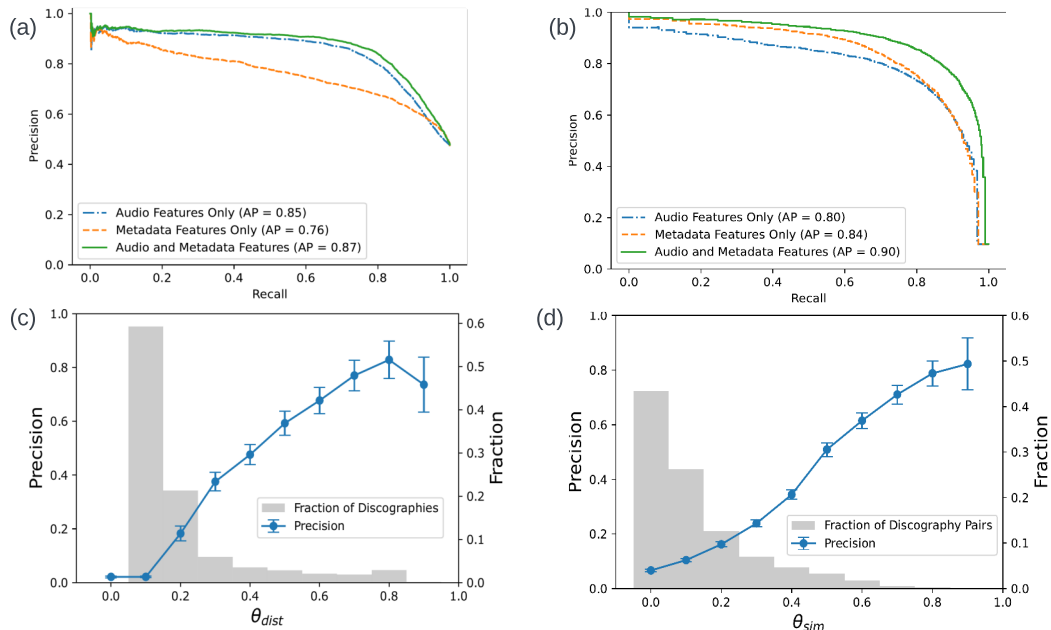 (a)
1.0
0.8
0.6
0.4
0.2
0.0
Precision
Audio Features Only (AP = 0.85)
Metadata Features Only (AP = 0.76)
Audio and Metadata Features (AP = 0.87)
0.0 0.2 0.4 0.6 0.8 1.0
Recall
(b)
1.0
0.8
0.6
0.4
0.2
0.0
Precision
Audio Features Only (AP = 0.80)
Metadata Features Only (AP = 0.84)
Audio and Metadata Features (AP = 0.90)
0.0 0.2 0.4 0.6 0.8 1.0
Recall
(c)
1.0
0.8
0.6
0.4
0.2
0.0
Precision
Fraction of Discographies
Precision
0.6
0.5
0.4
0.3
0.2
0.1
0.0
Fraction
0.0 0.2 0.4 0.6 0.8 1.0
θdist
(d)
1.0
0.8
0.6
0.4
0.2
0.0
Precision
Fraction of Discography Pairs
Precision
0.6
0.5
0.4
0.3
0.2
0.1
0.0
Fraction
0.0 0.2 0.4 0.6 0.8 1.0
θsim